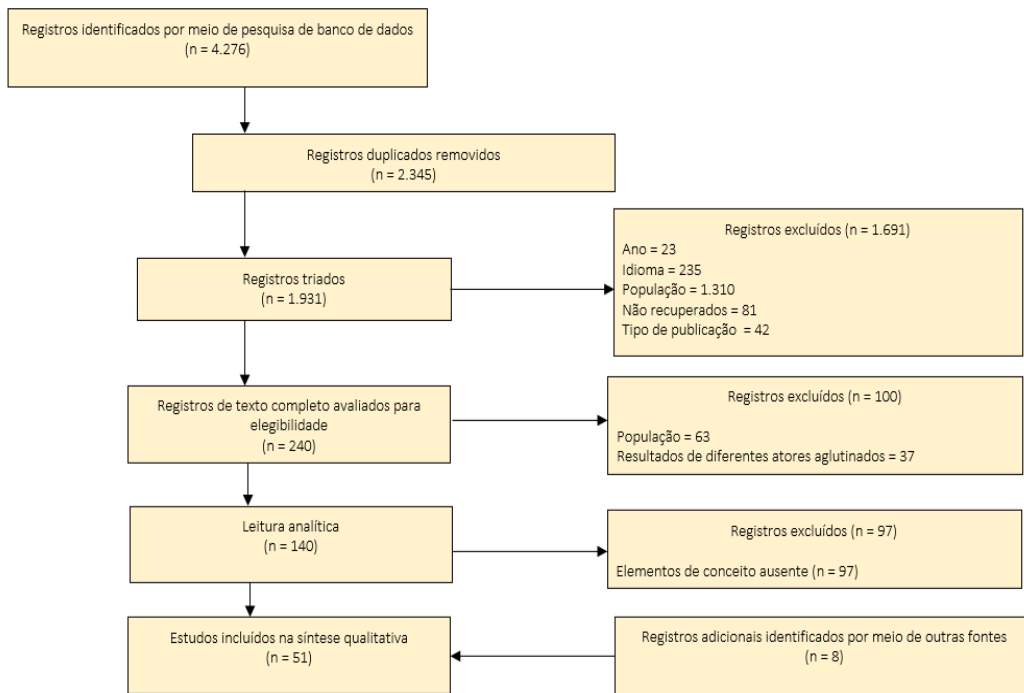 Registros identificados por meio de pesquisa de banco de dados
(n = 4.276)
Registros duplicados removidos
(n = 2.345)
Registros excluídos (n = 1.691)
Ano = 23
Idioma = 235
População = 1.310
Não recuperados = 81
Tipo de publicação = 42
Registros triados
(n = 1.931)
Registros de texto completo avaliados para
elegibilidade
(n = 240)
Registros excluídos (n = 100)
População = 63
Resultados de diferentes atores aglutinados = 37
Leitura analítica
(n = 140)
Registros excluídos (n = 97)
Elementos de conceito ausente (n = 97)
Estudos incluídos na síntese qualitativa
(n = 51)
Registros adicionais identificados por meio de outras fontes
(n = 8)